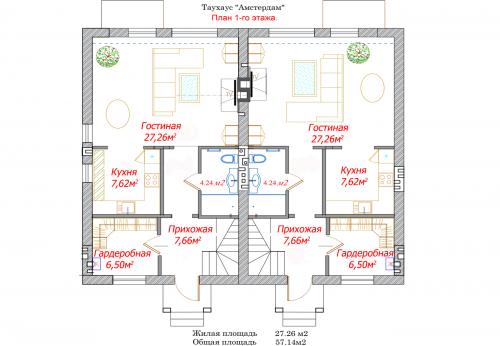 Таухаус "Амстердам"
План 1-го этажа.
TV TV
Гостиная Гостиная
27,26м² 27,26м²
Кухня Кухня
7,62м² 7,62м²
4.24.м2 4.24.м2
Прихожая Прихожая
7,66м² 7,66м²
Гардеробная Гардеробная
6,50м² 6,50м²
Жилая площадь 27.26 м2
Общая площадь 57,14м2